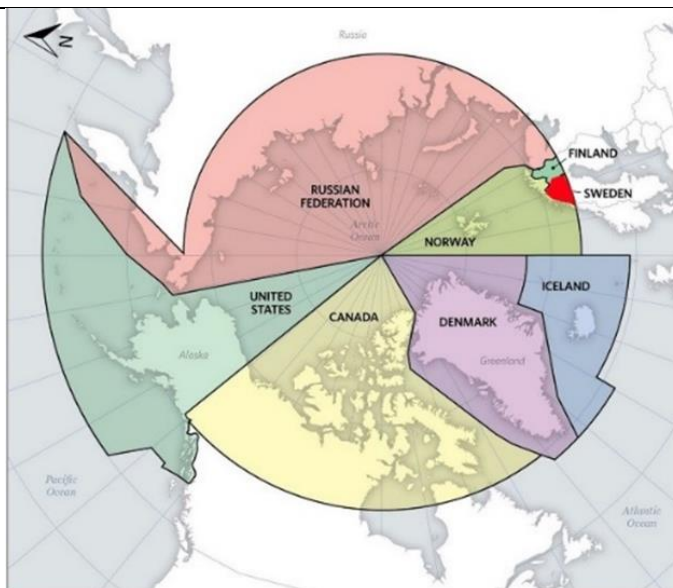 N
Russia
FINLAND
SWEDEN
RUSSIAN
FEDERATION
Arctic
Ocean
NORWAY
UNITED
STATES
CANADA
DENMARK
ICELAND
Alaska
Greenland
Pacific
Ocean
Atlantic
Ocean